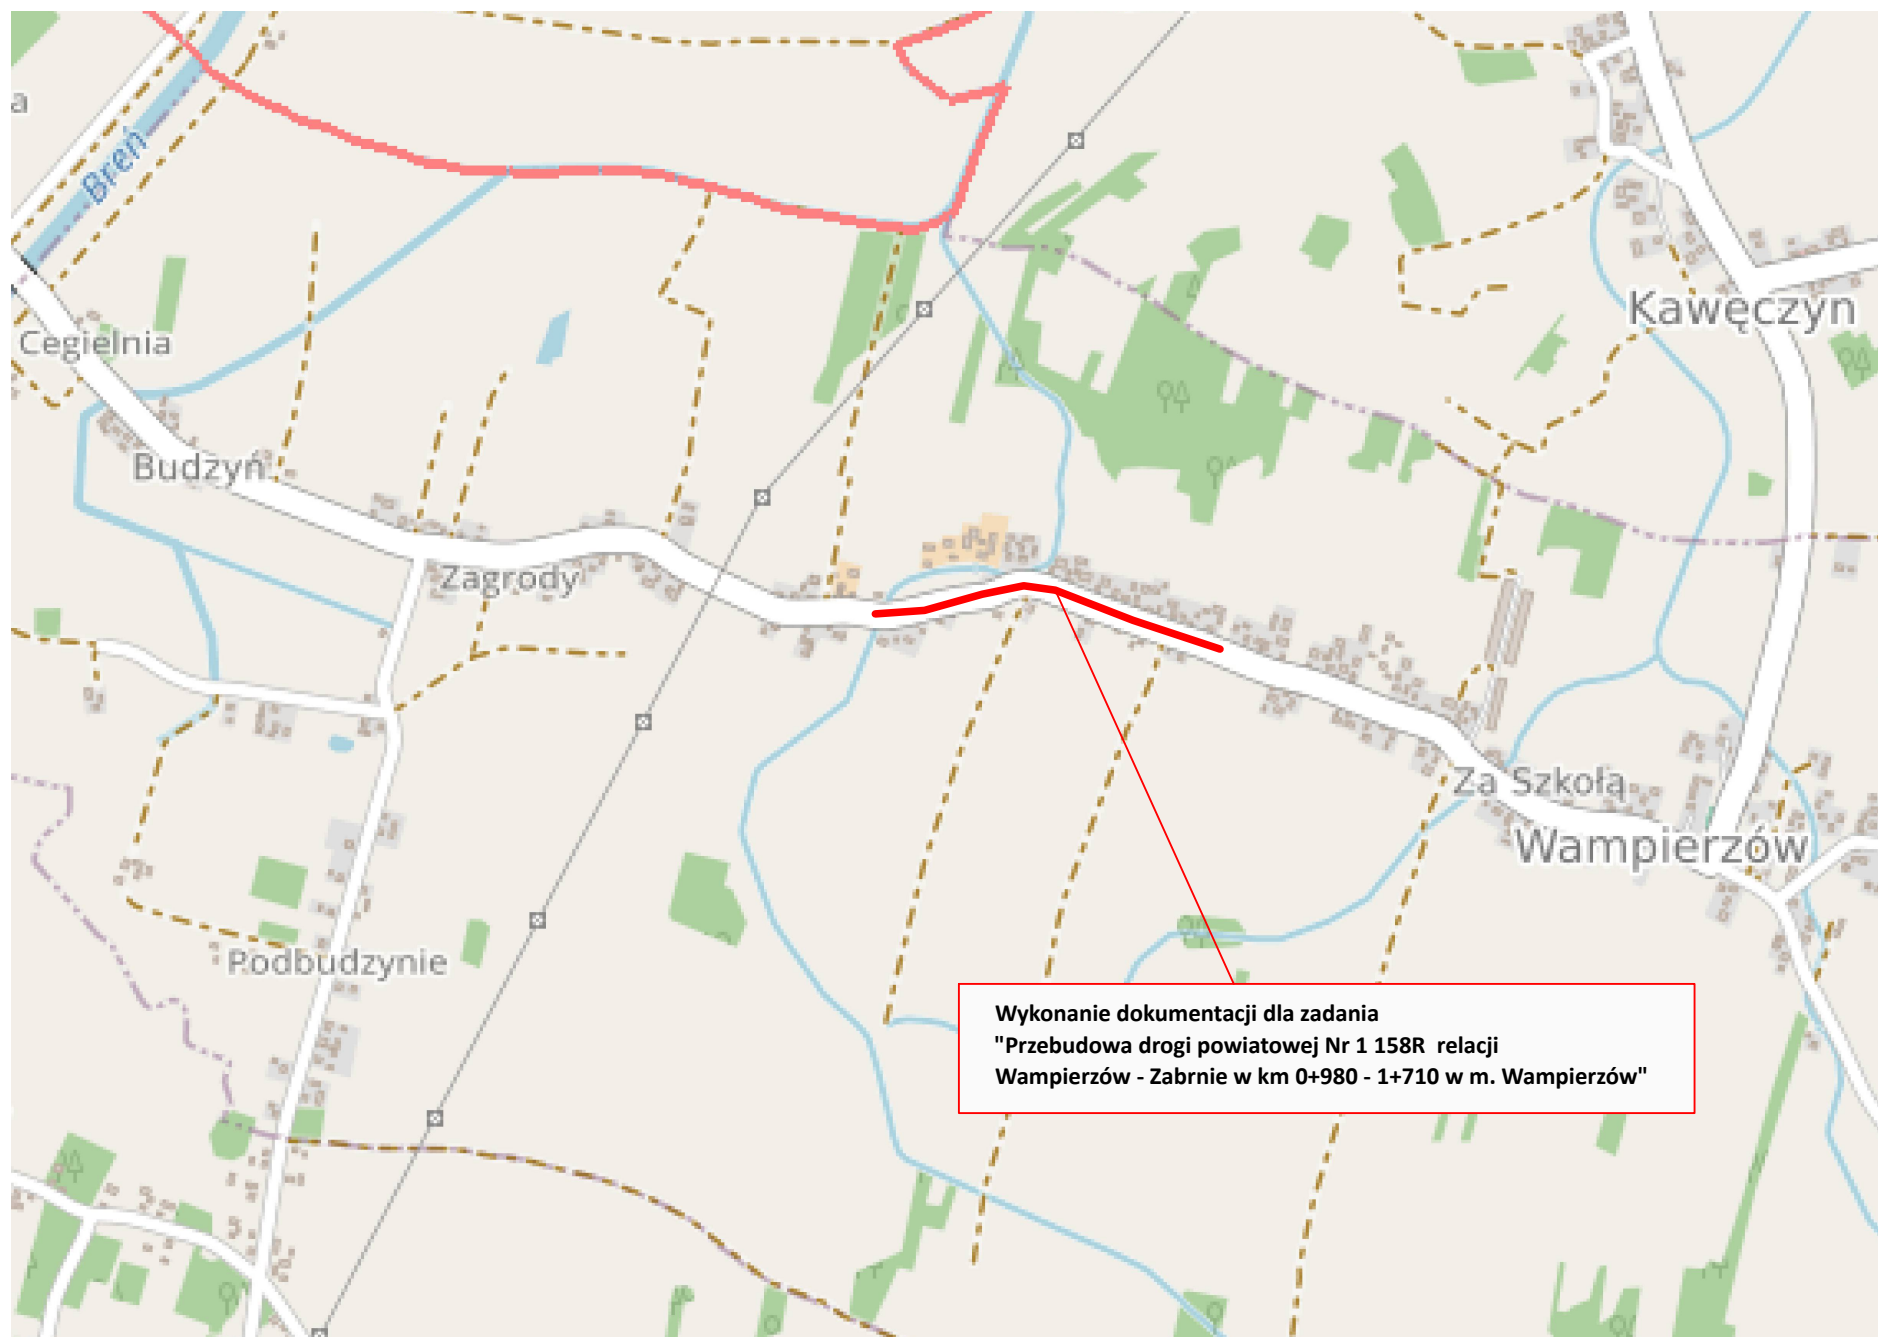 a
Breń
Cegielnia
Kawęczyn
Budzyń
Zagrody
Za Szkołą
Wampierzów
Podbudzynie
Wykonanie dokumentacji dla zadania
"Przebudowa drogi powiatowej Nr 1 158R relacji
Wampierzów - Zabrnie w km 0+980 - 1+710 w m. Wampierzów"